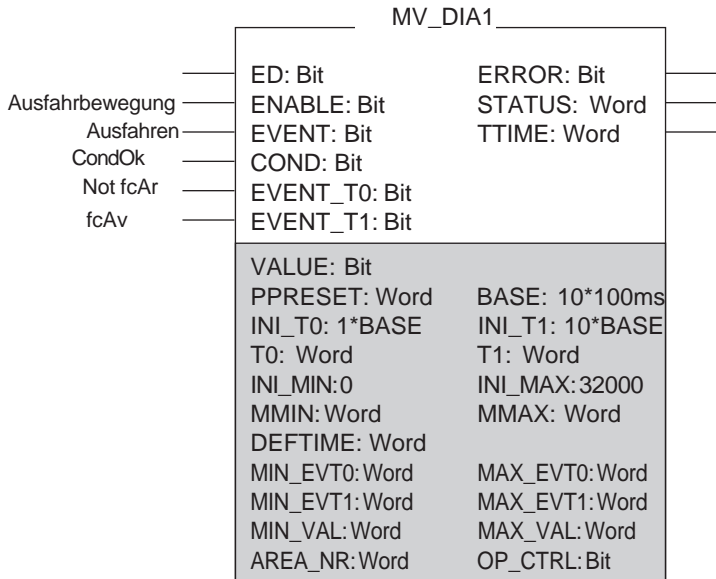 MV_DIA1
ED: Bit ERROR: Bit
Ausfahrbewegung ENABLE: Bit STATUS: Word
Ausfahren EVENT: Bit TTIME: Word
CondOk COND: Bit
Not fcAr EVENT_T0: Bit
fcAv EVENT_T1: Bit
VALUE: Bit
PPRESET: Word BASE: 10*100ms
INI_T0: 1*BASE INI_T1: 10*BASE
T0: Word T1: Word
INI_MIN:0 INI_MAX:32000
MMIN: Word MMAX: Word
DEFTIME: Word
MIN_EVT0: Word MAX_EVT0: Word
MIN_EVT1: Word MAX_EVT1: Word
MIN_VAL: Word MAX_VAL: Word
AREA_NR: Word OP_CTRL: Bit